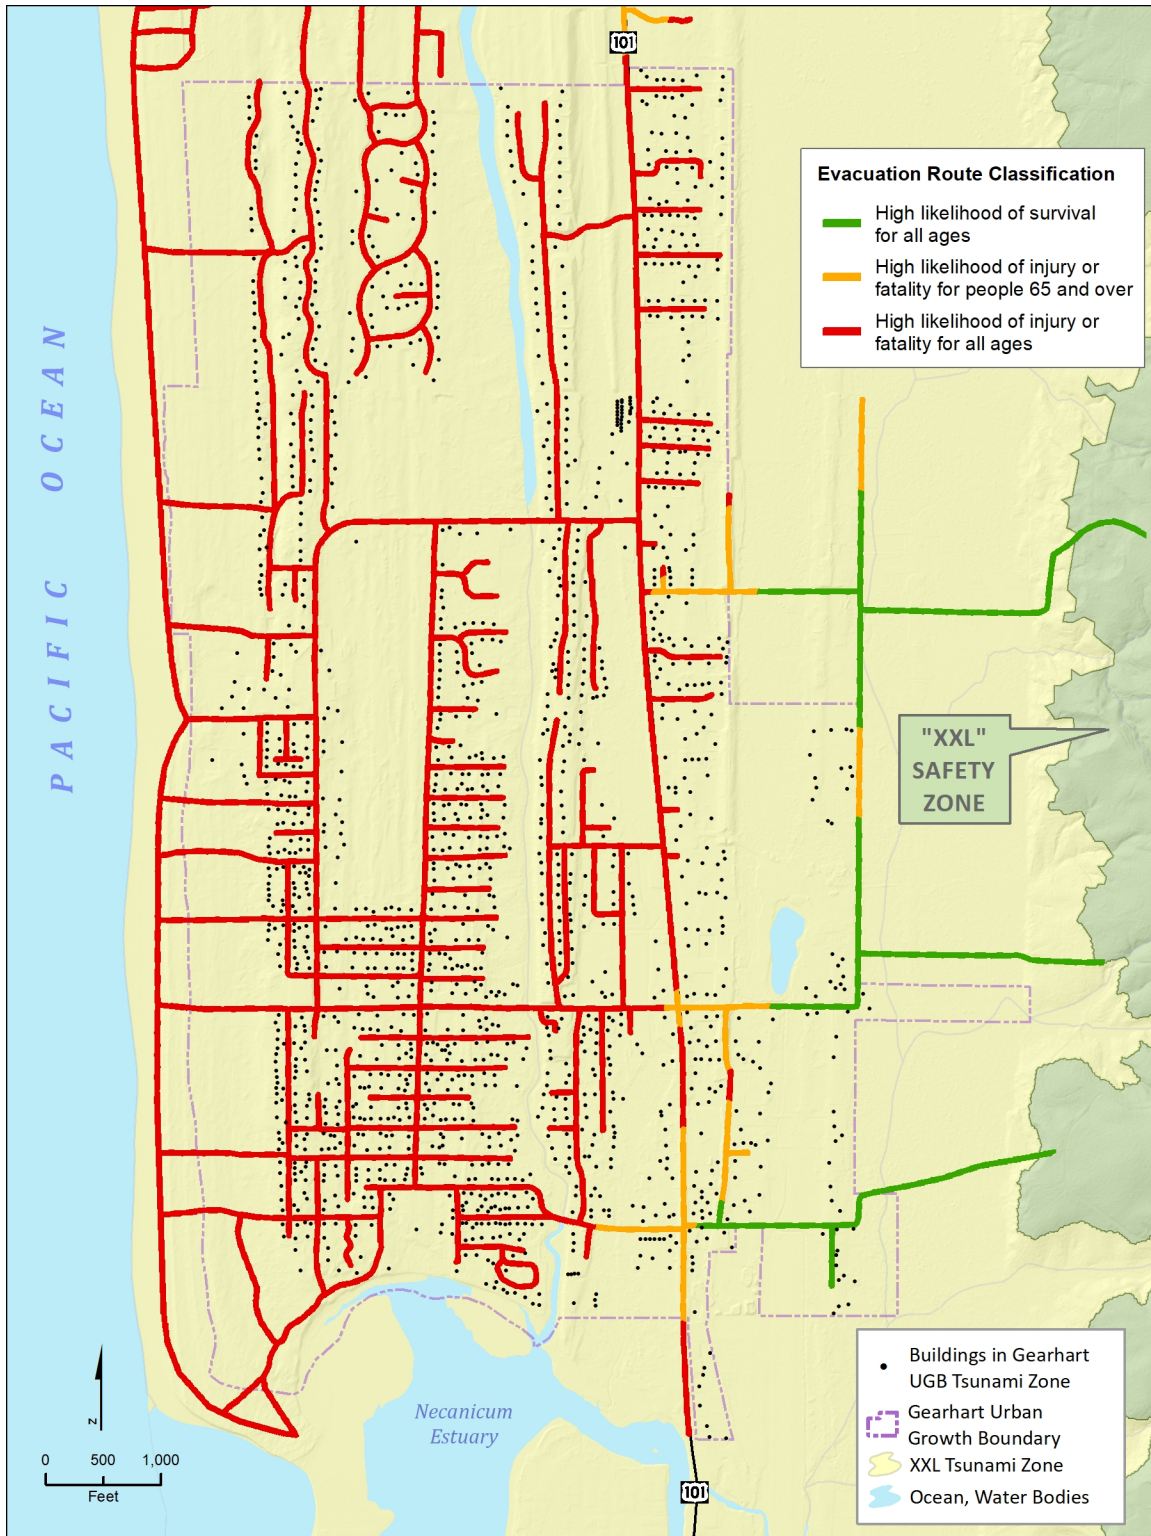 101
Evacuation Route Classification
High likelihood of survival
for all ages
High likelihood of injury or
fatality for people 65 and over
High likelihood of injury or
fatality for all ages
PACIFIC OCEAN
"XXL"
SAFETY
ZONE
Buildings in Gearhart
UGB Tsunami Zone
Gearhart Urban
Growth Boundary
XXL Tsunami Zone
Ocean, Water Bodies
Necanicum
Estuary
N
0 500 1,000
Feet
101